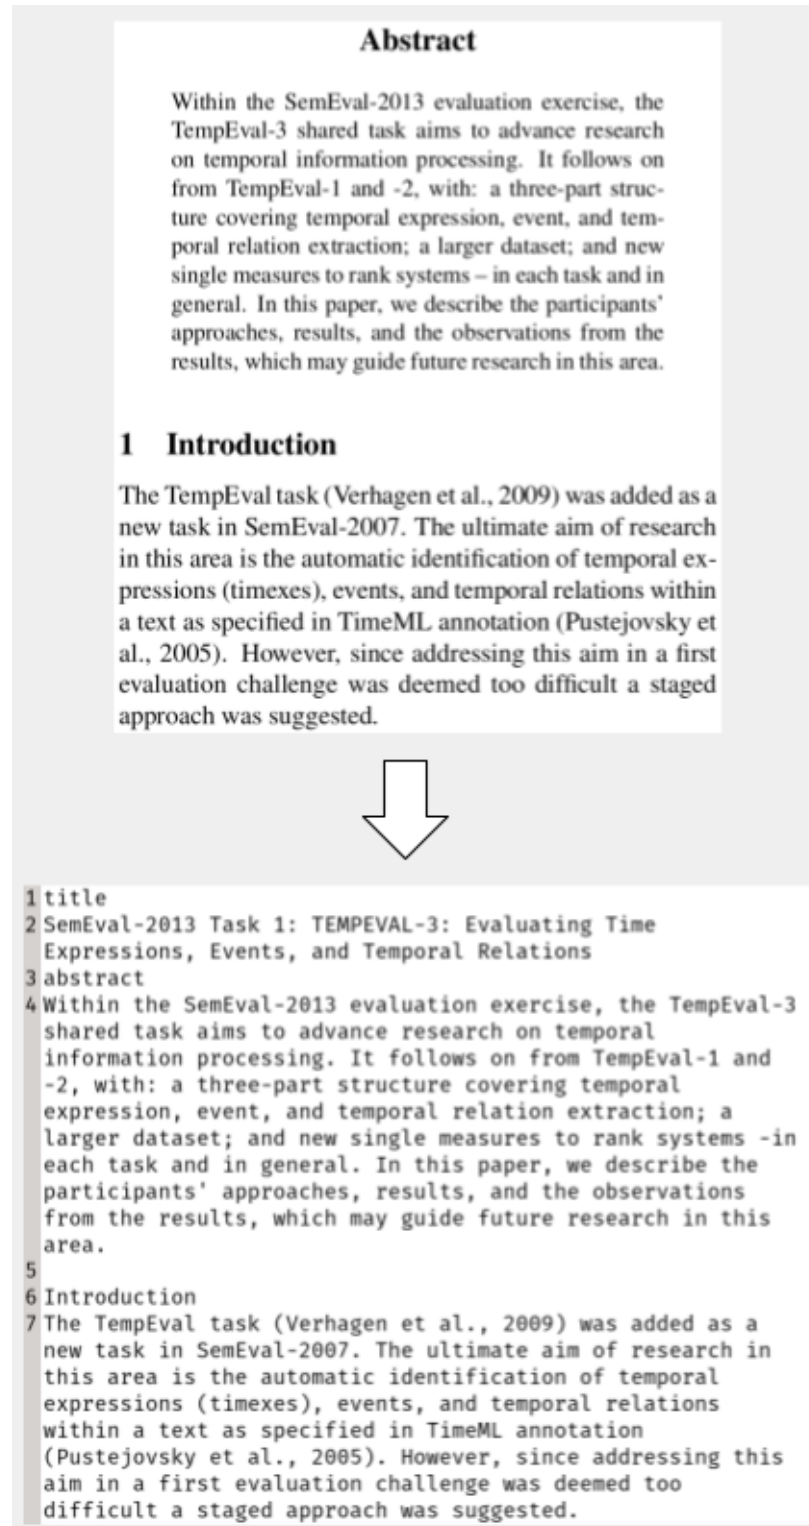 Abstract
Within the SemEval-2013 evaluation exercise, the
TempEval-3 shared task aims to advance research
on temporal information processing. It follows on
from TempEval-1 and -2, with: a three-part struc-
ture covering temporal expression, event, and tem-
poral relation extraction; a larger dataset; and new
single measures to rank systems – in each task and in
general. In this paper, we describe the participants'
approaches, results, and the observations from the
results, which may guide future research in this area.
1 Introduction
The TempEval task (Verhagen et al., 2009) was added as a
new task in SemEval-2007. The ultimate aim of research
in this area is the automatic identification of temporal ex-
pressions (timexes), events, and temporal relations within
a text as specified in TimeML annotation (Pustejovsky et
al., 2005). However, since addressing this aim in a first
evaluation challenge was deemed too difficult a staged
approach was suggested.
1 title
2 SemEval-2013 Task 1: TEMPEVAL-3: Evaluating Time
Expressions, Events, and Temporal Relations
3 abstract
4 Within the SemEval-2013 evaluation exercise, the TempEval-3
shared task aims to advance research on temporal
information processing. It follows on from TempEval-1 and
-2, with: a three-part structure covering temporal
expression, event, and temporal relation extraction; a
larger dataset; and new single measures to rank systems -in
each task and in general. In this paper, we describe the
participants' approaches, results, and the observations
from the results, which may guide future research in this
area.
5
6 Introduction
7 The TempEval task (Verhagen et al., 2009) was added as a
new task in SemEval-2007. The ultimate aim of research in
this area is the automatic identification of temporal
expressions (timexes), events, and temporal relations
within a text as specified in TimeML annotation
(Pustejovsky et al., 2005). However, since addressing this
aim in a first evaluation challenge was deemed too
difficult a staged approach was suggested.